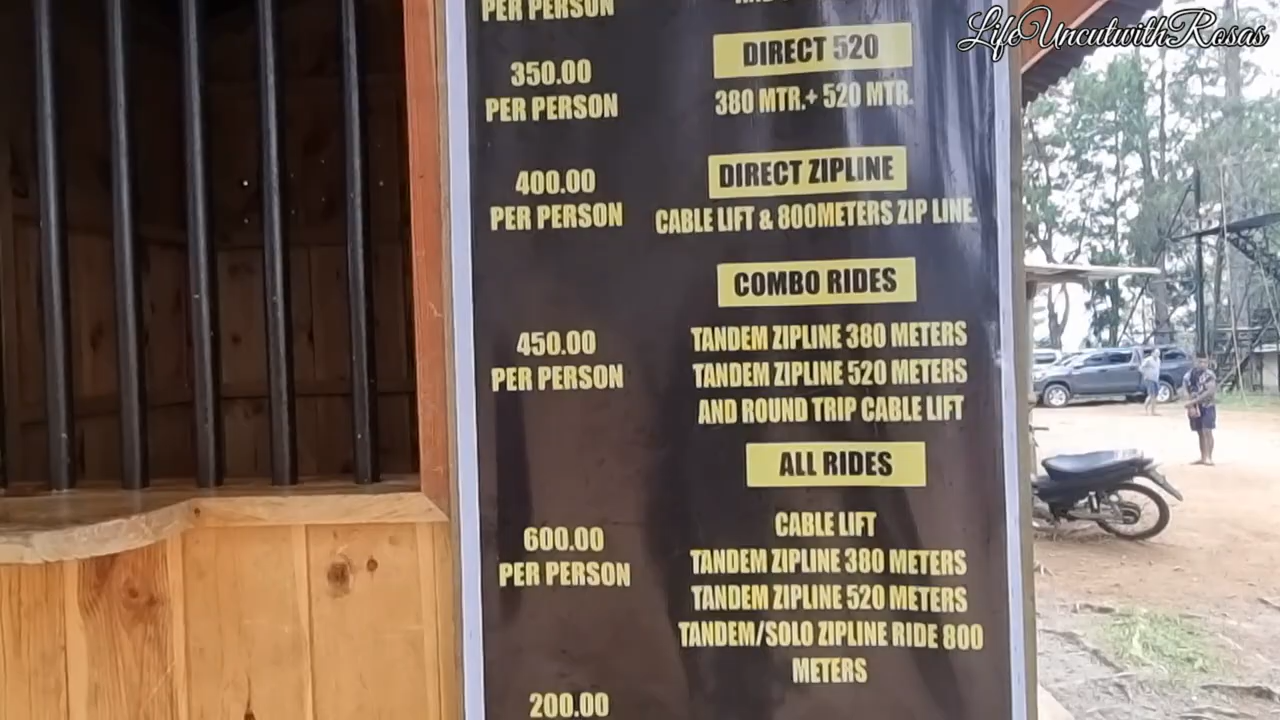 LifeUncutwithRosas
PER PERSON
DIRECT 520
350.00
PER PERSON
380 MTR.+ 520 MTR.
DIRECT ZIPLINE
400.00
PER PERSON
CABLE LIFT & 800METERS ZIP LINE.
COMBO RIDES
450.00
PER PERSON
TANDEM ZIPLINE 380 METERS
TANDEM ZIPLINE 520 METERS
AND ROUND TRIP CABLE LIFT
ALL RIDES
600.00
PER PERSON
CABLE LIFT
TANDEM ZIPLINE 380 METERS
TANDEM ZIPLINE 520 METERS
TANDEM/SOLO ZIPLINE RIDE 800
METERS
200.00